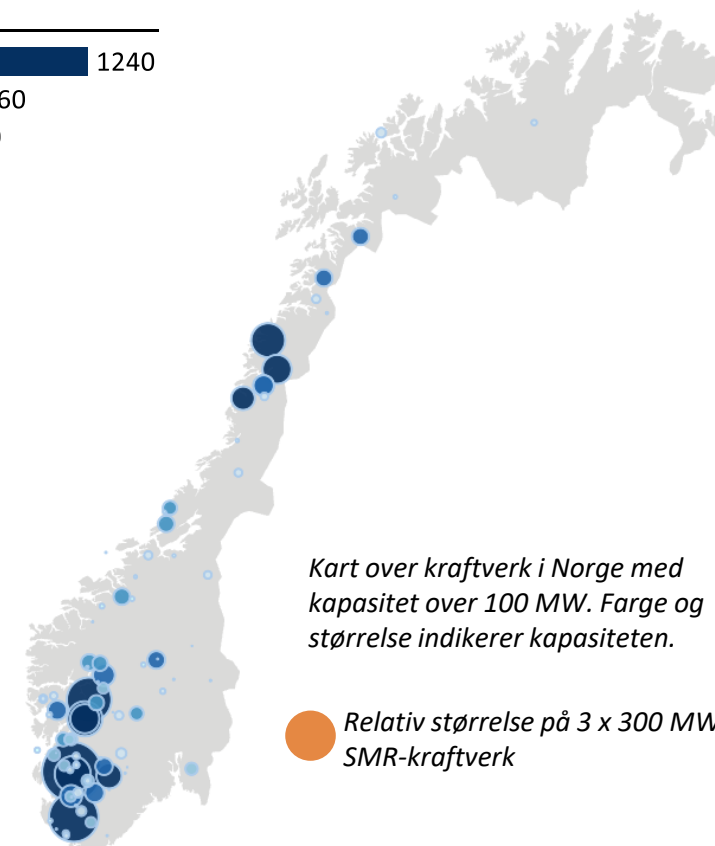 1240
60
Kart over kraftverk i Norge med
kapasitet over 100 MW. Farge og
størrelse indikerer kapasiteten.
Relativ størrelse på 3 x 300 MW
SMR-kraftverk